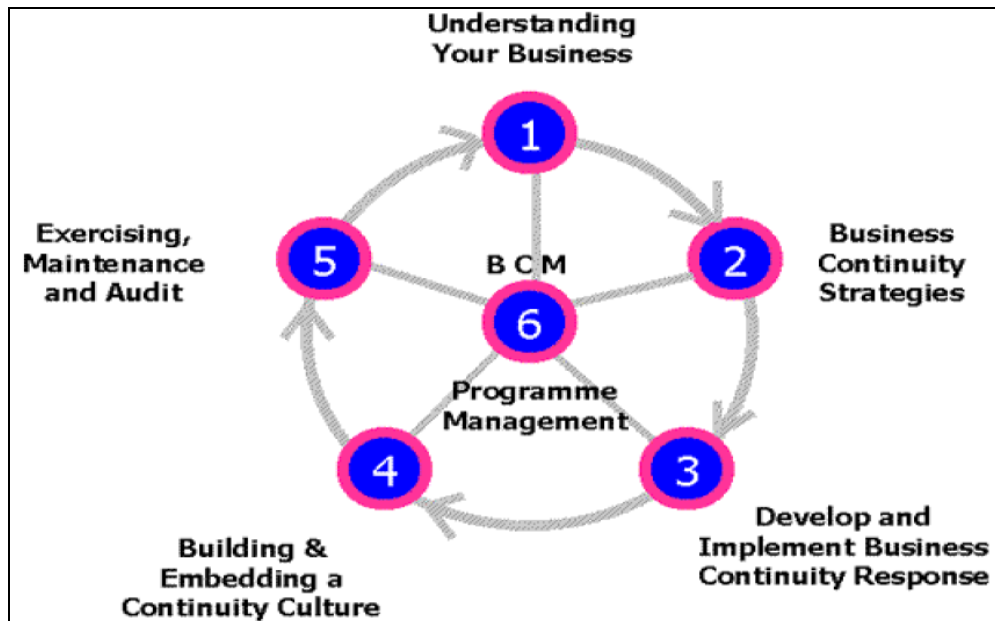 Understanding
Your Business
1
2
Business
Continuity
Strategies
3
Develop and
Implement Business
Continuity Response
4
Building &
Embedding a
Continuity Culture
5
Exercising,
Maintenance
and Audit
B C M
6
Programme
Management